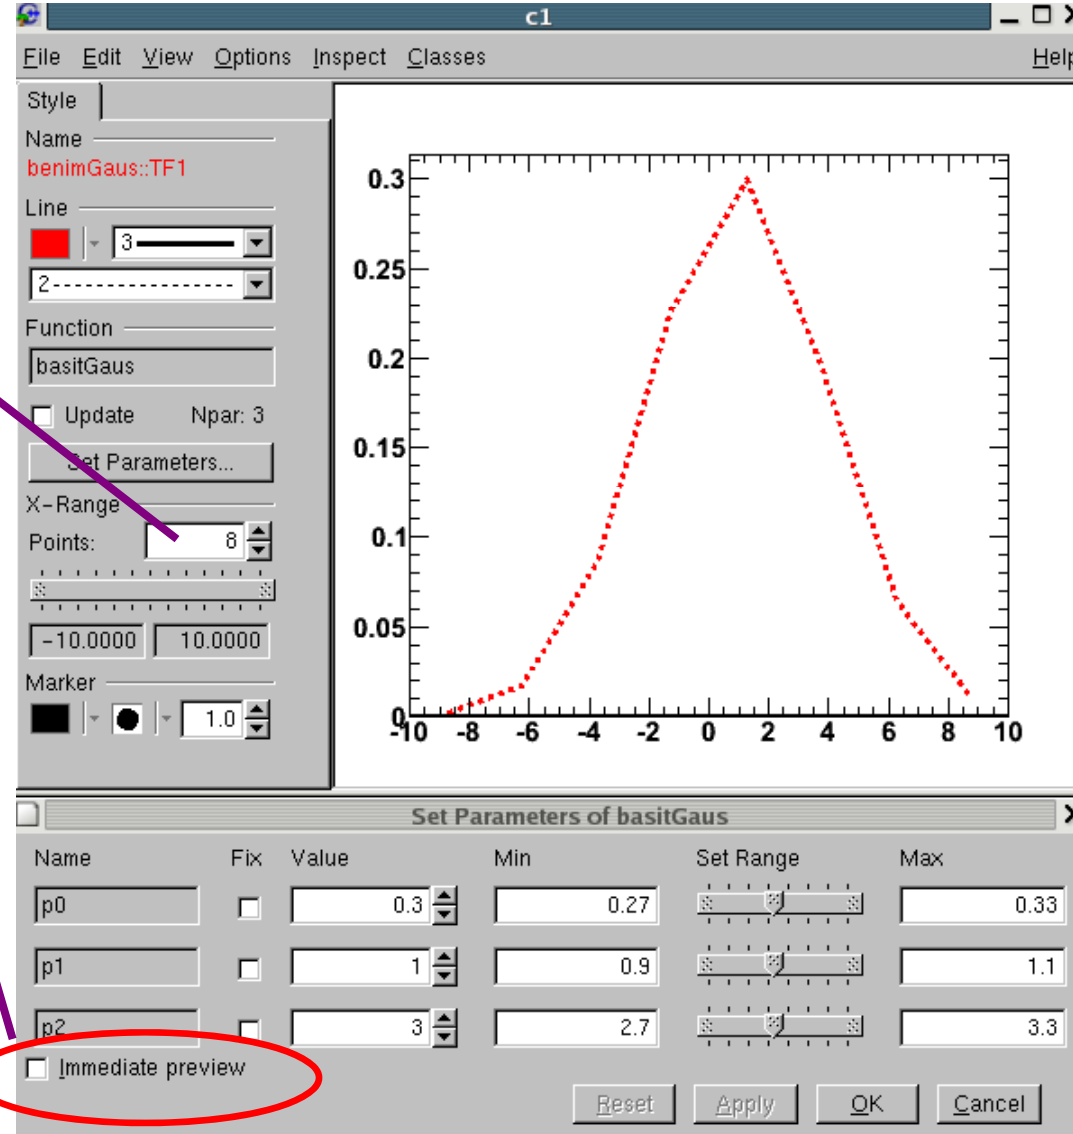 c1
File Edit View Options Inspect Classes Help
Style
Name
benimGaus::TF1
Line
3
2
Function
basitGaus
Update Npar: 3
Set Parameters...
X-Range
Points: 8
-10.0000 10.0000
Marker
1.0
0.3
0.25
0.2
0.15
0.1
0.05
0
-10 -8 -6 -4 -2 0 2 4 6 8 10
Set Parameters of basitGaus
Name Fix Value Min Set Range Max
p0 0.3 0.27 0.33
p1 1 0.9 1.1
p2 3 2.7 3.3
Immediate preview
Reset Apply OK Cancel